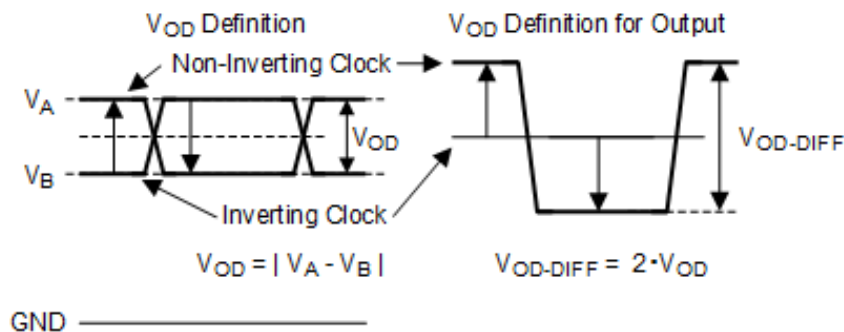 VOD Definition
VOD Definition for Output
Non-Inverting Clock
VA
VOD
VOD-DIFF
VB
Inverting Clock
VOD = | VA - VB |
VOD-DIFF = 2·VOD
GND